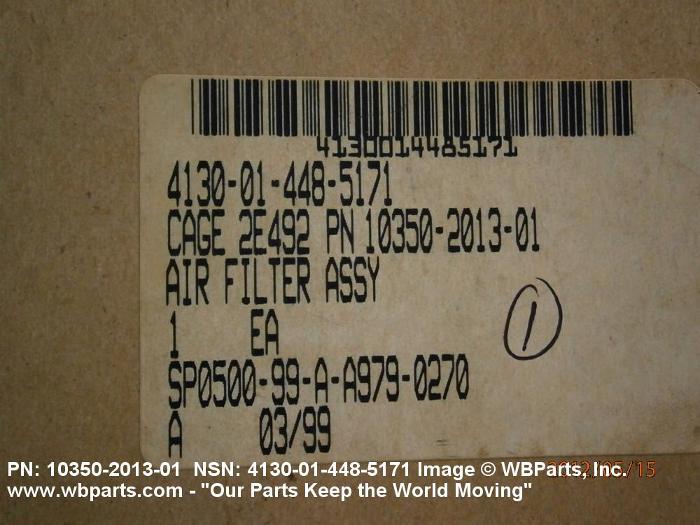 4130014485171
4130-01-448-5171
CAGE 2E492 PN 10350-2013-01
AIR FILTER ASSY
1 EA
1
SP0500-99-A-A979-0270
A 03/99
PN: 10350-2013-01 NSN: 4130-01-448-5171 Image © WBParts, Inc.
www.wbparts.com - "Our Parts Keep the World Moving"